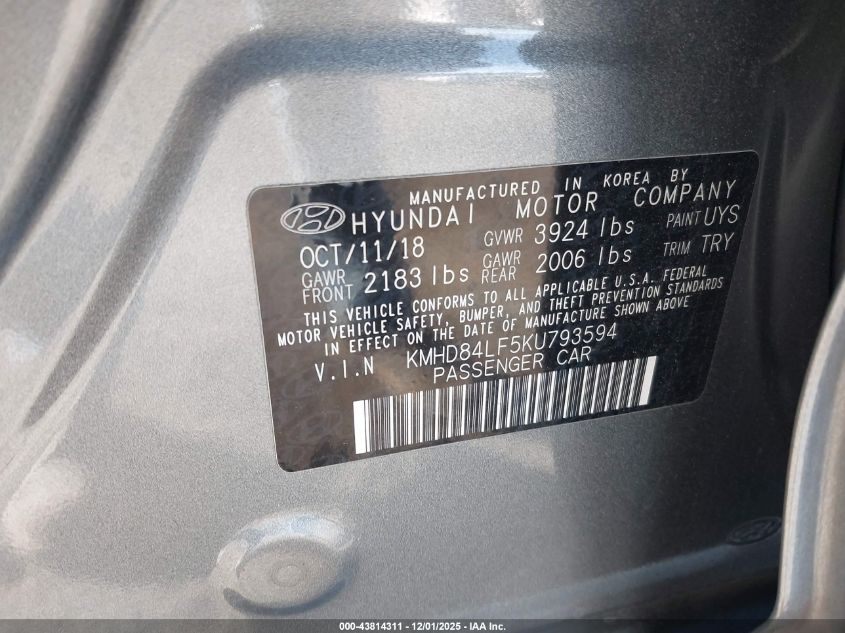 MANUFACTURED IN KOREA BY
HYUNDAI MOTOR COMPANY
OCT/11/18 GVWR 3924 lbs PAINT UYS
GAWR FRONT 2183 lbs GAWR REAR 2006 lbs TRIM TRY
THIS VEHICLE CONFORMS TO ALL APPLICABLE U.S.A. FEDERAL
MOTOR VEHICLE SAFETY, BUMPER, AND THEFT PREVENTION STANDARDS
IN EFFECT ON THE DATE OF MANUFACTURE SHOWN ABOVE
V.I.N KMHD84LF5KU793594
PASSENGER CAR
000-43814311 - 12/01/2025 - IAA Inc.